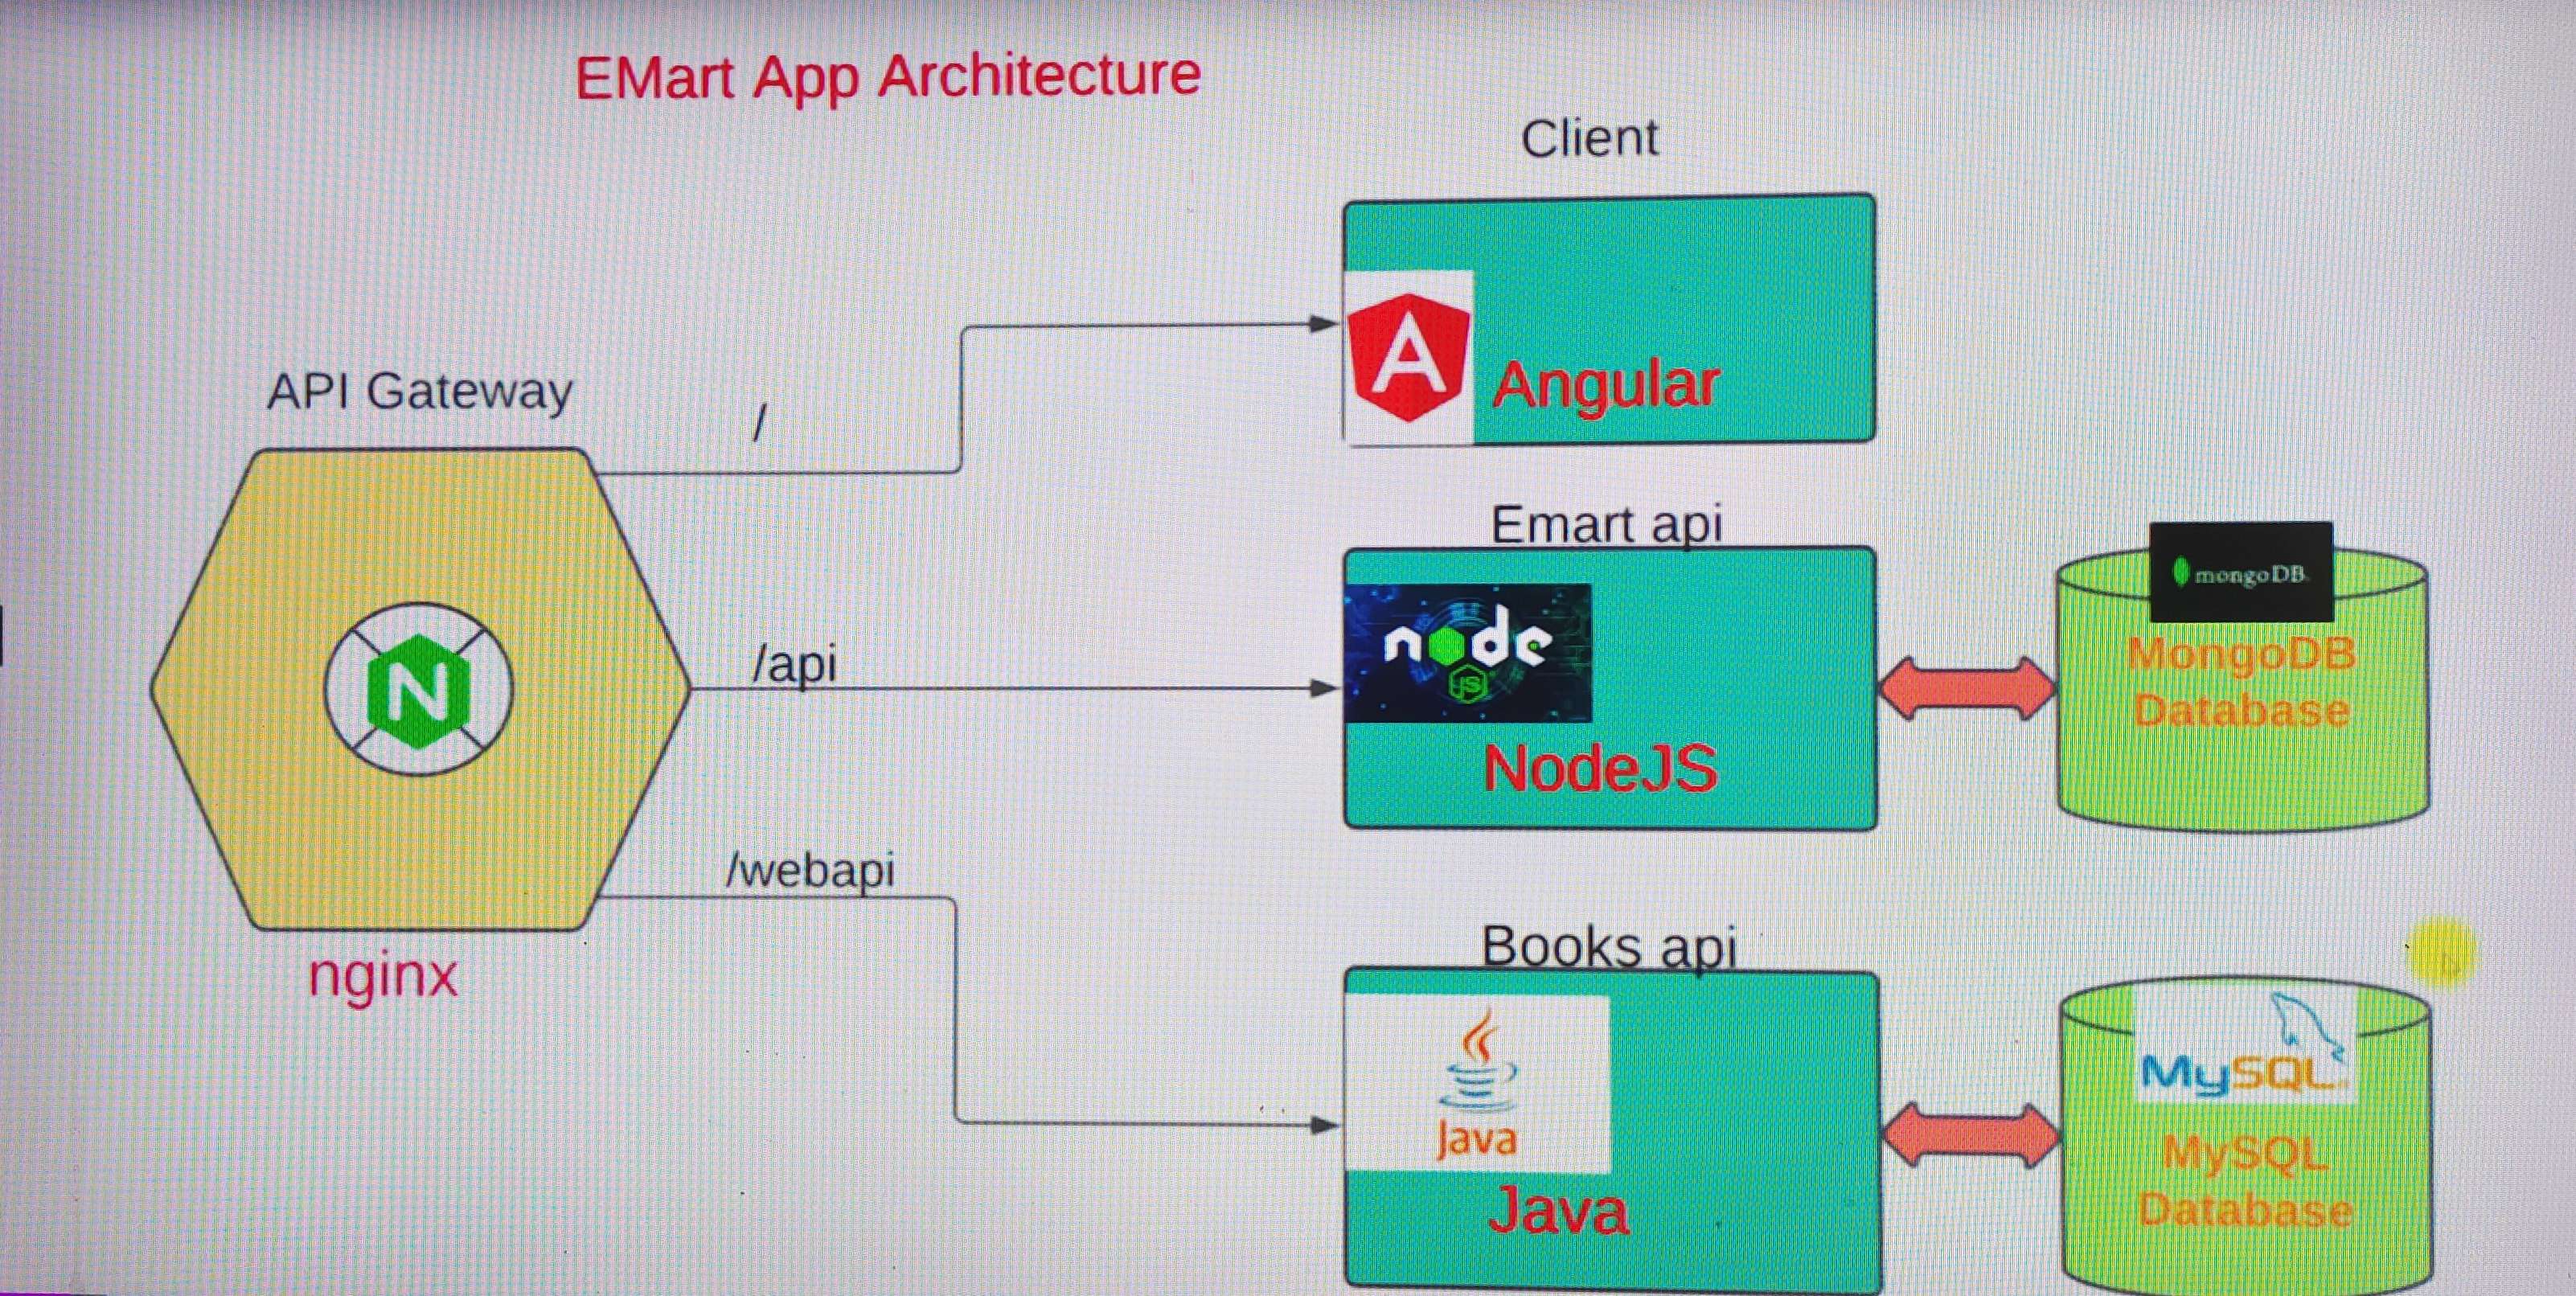 EMart App Architecture
Client
A
Angular
API Gateway
/
N
nginx
Emart api
/api
node
JS
NodeJS
mongoDB
MongoDB
Database
/webapi
Books api
Java
Java
MySQL
MySQL
Database